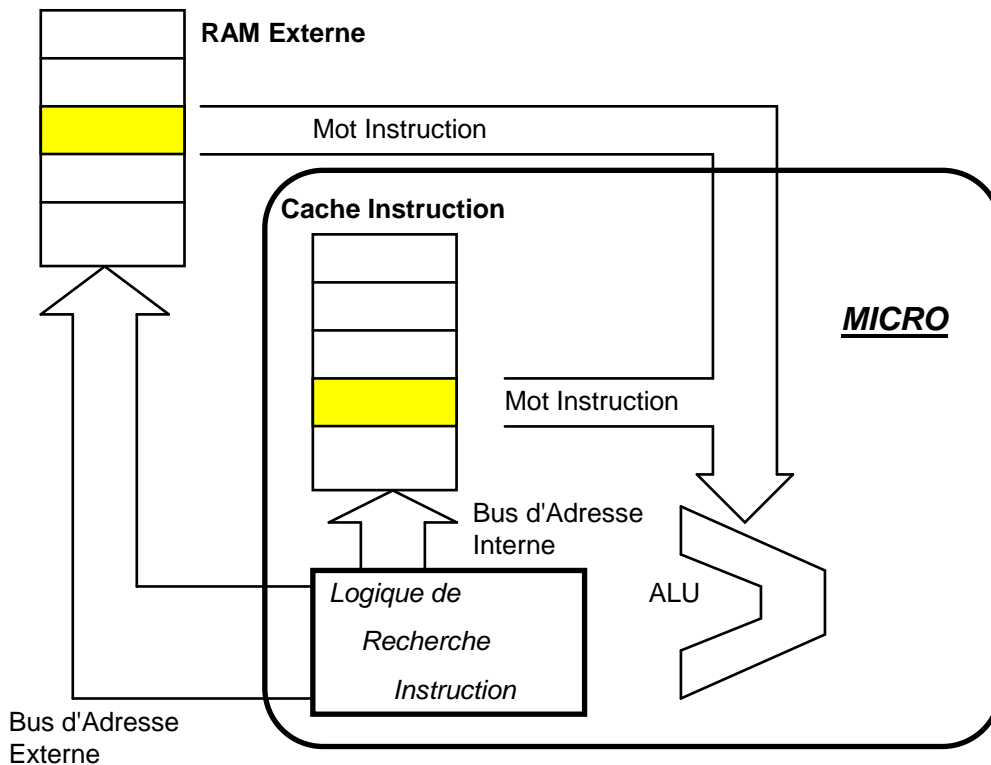 RAM Externe
Mot Instruction
Cache Instruction
MICRO
Mot Instruction
Bus d'Adresse
Interne
Logique de
Recherche
Instruction
ALU
Bus d'Adresse
Externe